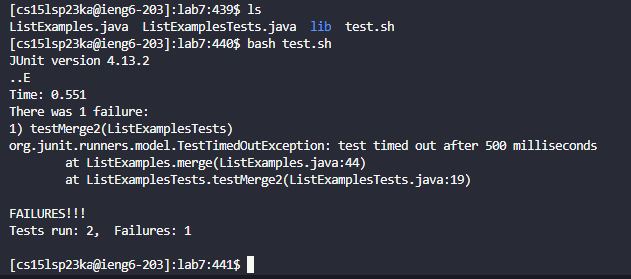 [cs15lsp23ka@ieng6-203]:lab7:439$ ls
ListExamples.java  ListExamplesTests.java  lib  test.sh
[cs15lsp23ka@ieng6-203]:lab7:440$ bash test.sh
JUnit version 4.13.2
..E
Time: 0.551
There was 1 failure:
1) testMerge2(ListExamplesTests)
org.junit.runners.model.TestTimedOutException: test timed out after 500 milliseconds
        at ListExamples.merge(ListExamples.java:44)
        at ListExamplesTests.testMerge2(ListExamplesTests.java:19)
FAILURES!!!
Tests run: 2,  Failures: 1
[cs15lsp23ka@ieng6-203]:lab7:441$